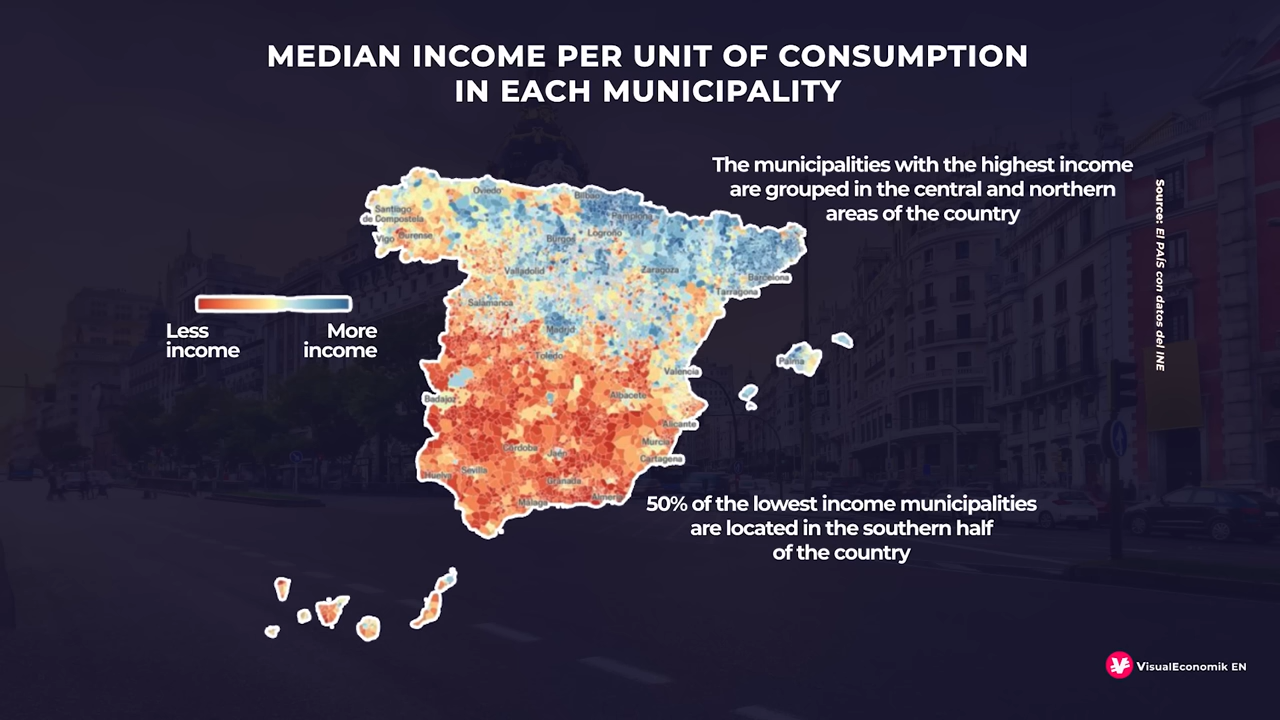 MEDIAN INCOME PER UNIT OF CONSUMPTION
IN EACH MUNICIPALITY
The municipalities with the highest income
are grouped in the central and northern
areas of the country
Source: El PAÍS con datos del INE
Less
income
More
income
Oviedo
Bilbao
Santiago
de Compostela
Pamplona
Vigo
Ourense
Logroño
Burgos
Valladolid
Zaragoza
Barcelona
Tarragona
Salamanca
Madrid
Toledo
Palma
Valencia
Badajoz
Albacete
Alicante
Murcia
Cartagena
Córdoba
Jaén
Huelva
Sevilla
Granada
Málaga
Almería
50% of the lowest income municipalities
are located in the southern half
of the country
VisualEconomik EN